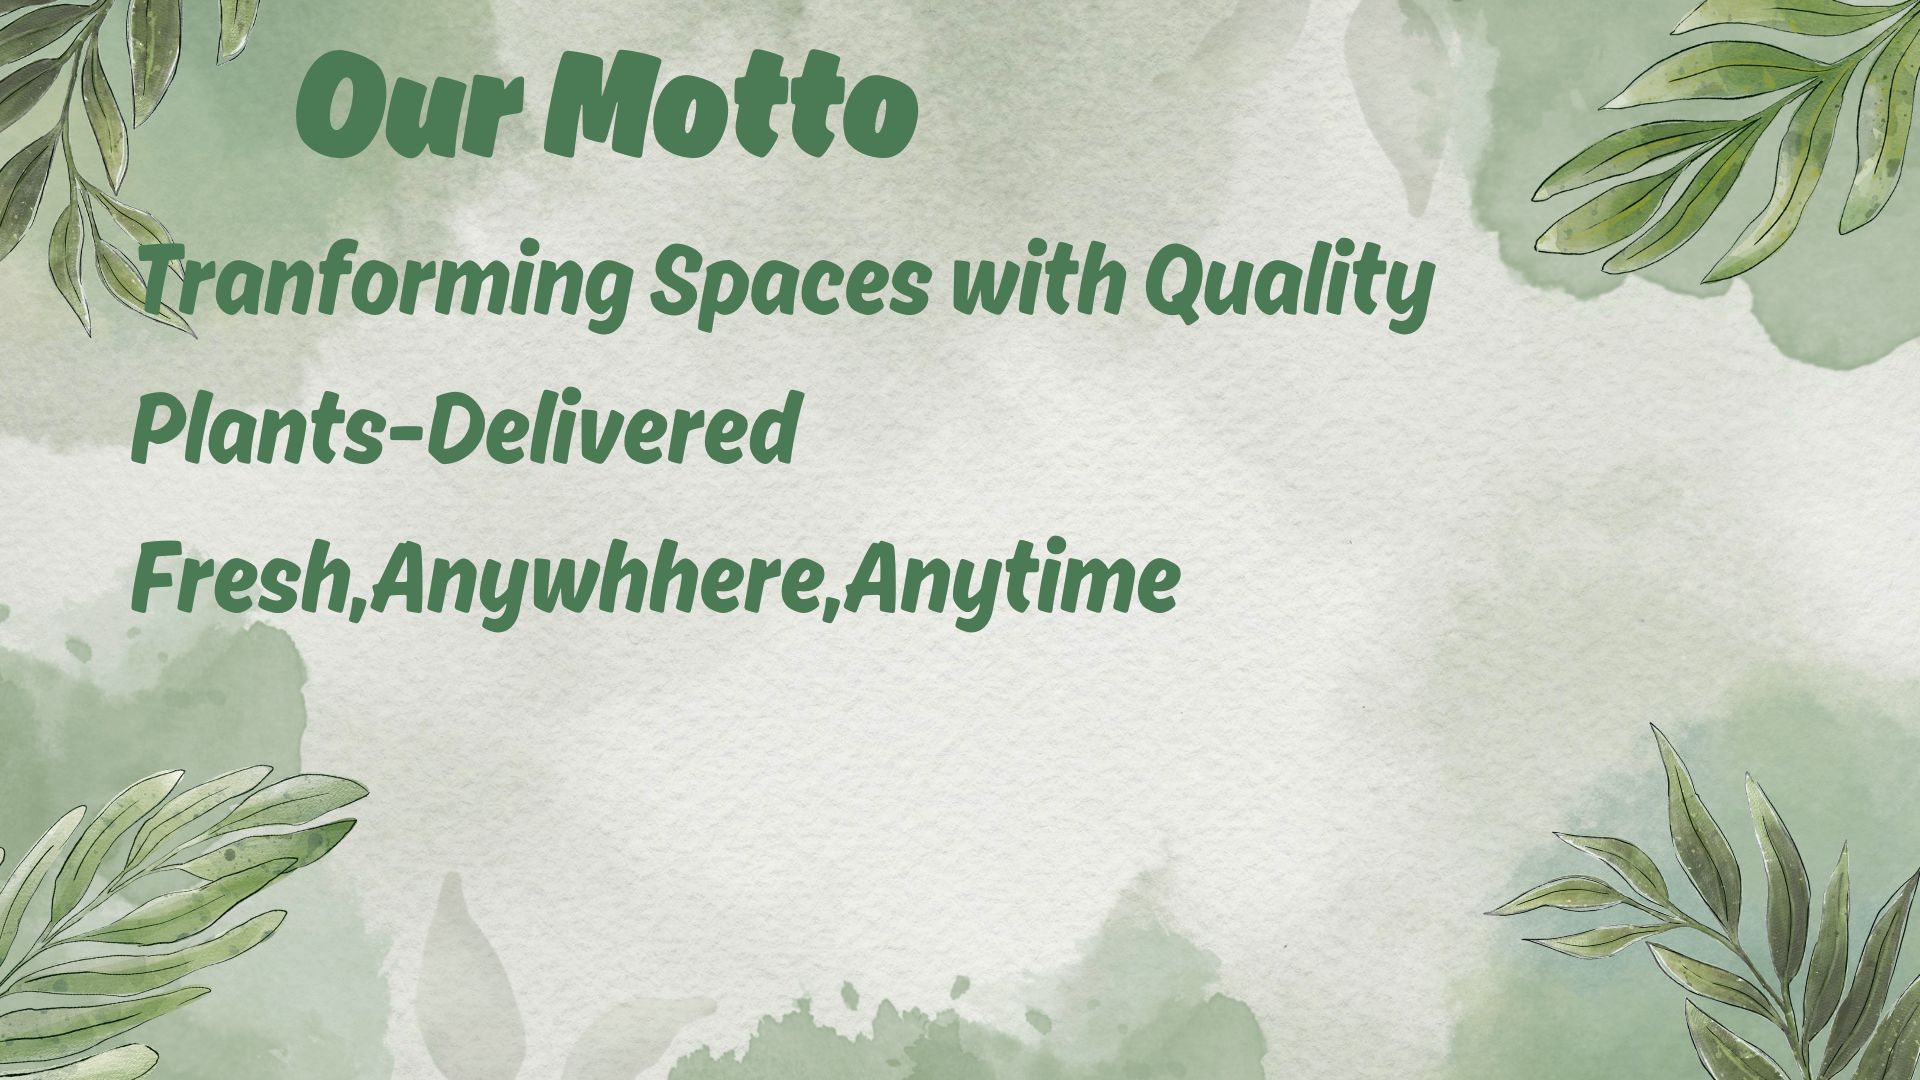 Our Motto
Tranforming Spaces with Quality
Plants-Delivered
Fresh,Anywhhere,Anytime